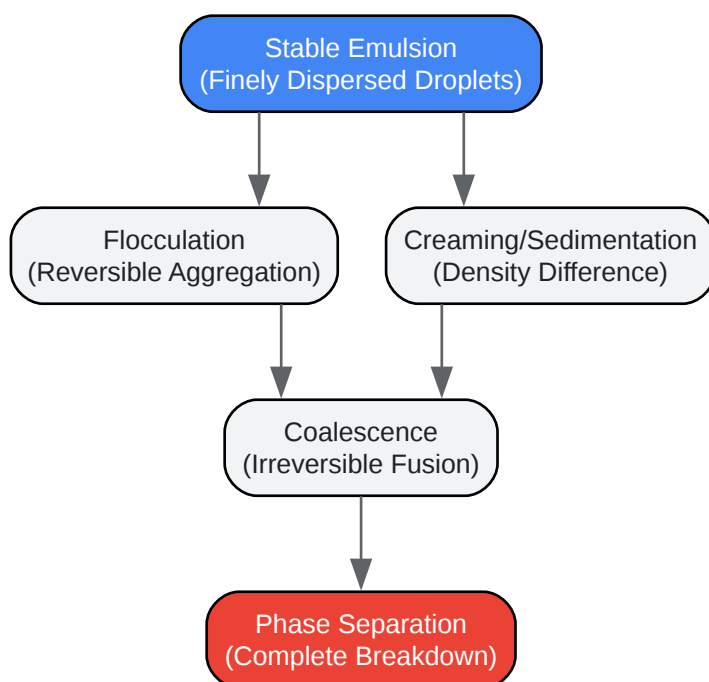 Stable Emulsion
(Finely Dispersed Droplets)
Flocculation
(Reversible Aggregation)
Creaming/Sedimentation
(Density Difference)
Coalescence
(Irreversible Fusion)
Phase Separation
(Complete Breakdown)